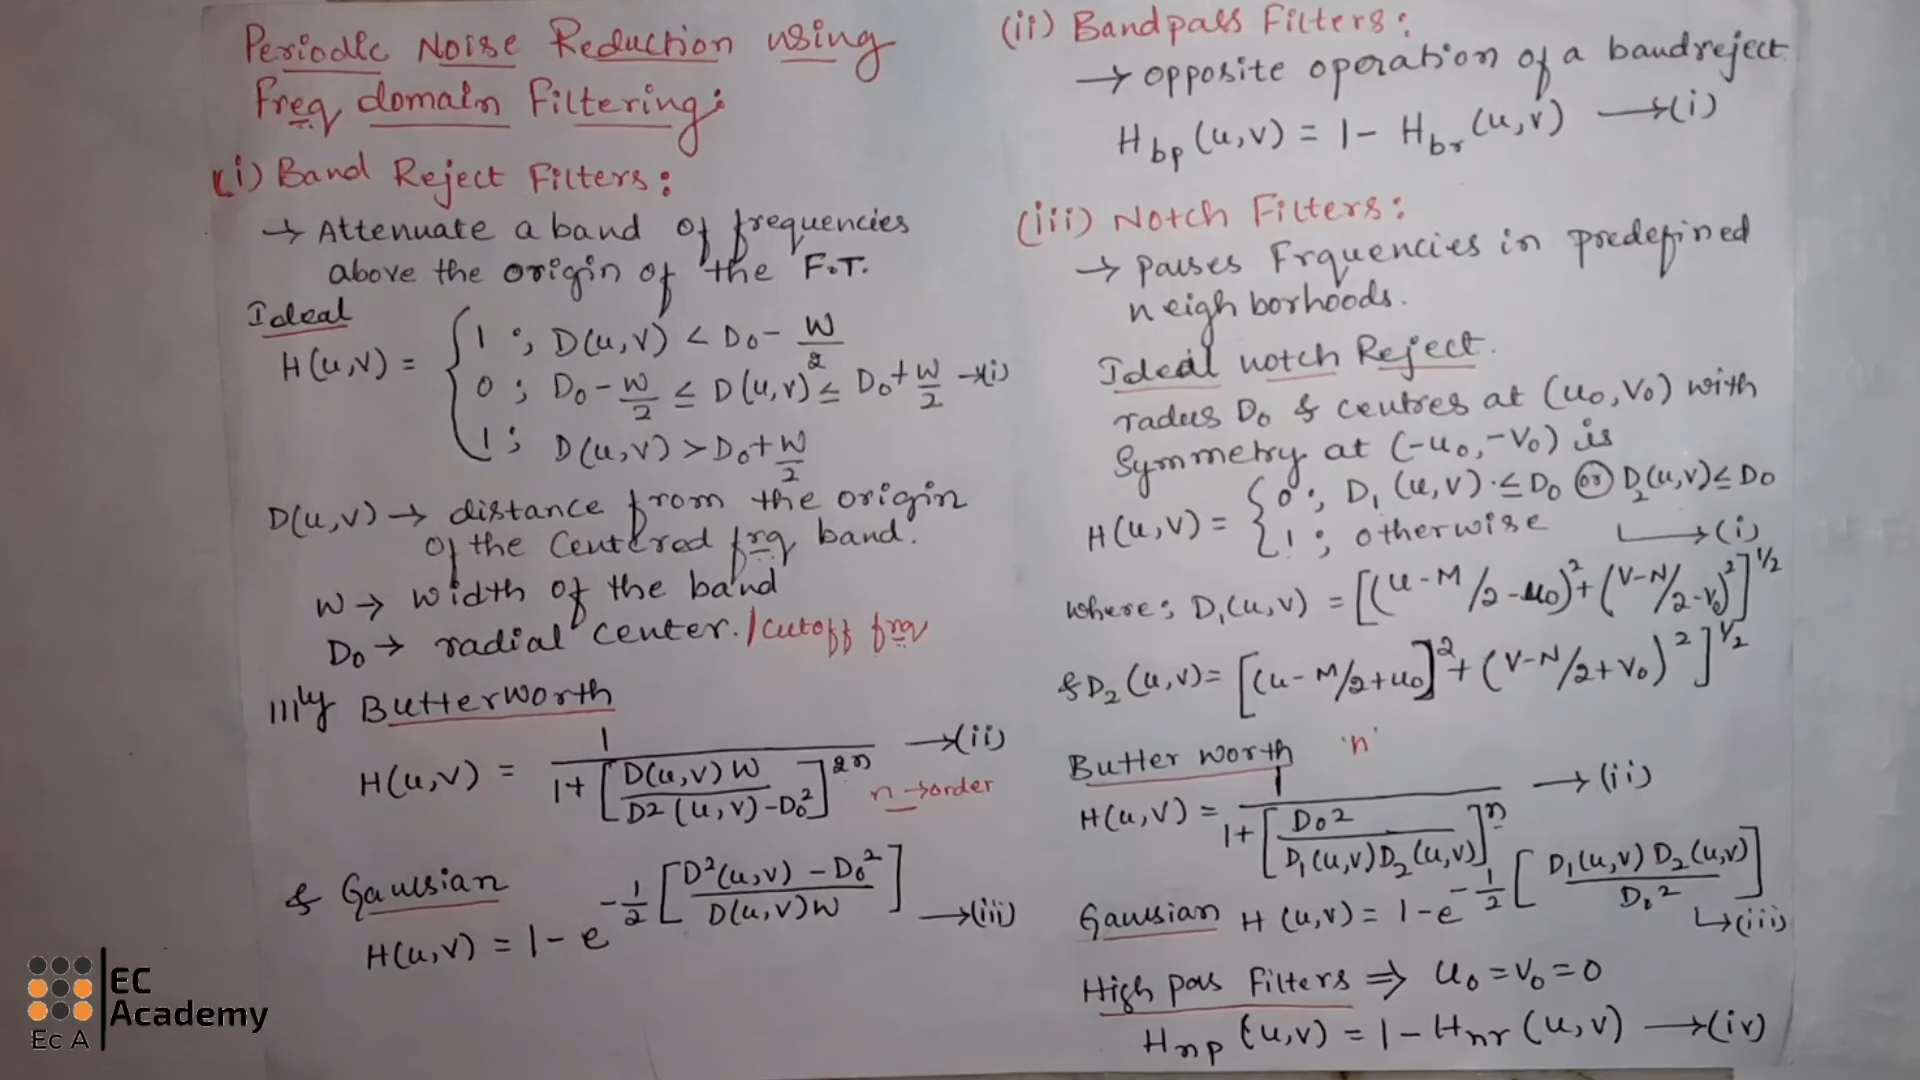 Periodic Noise Reduction using
freq domain Filtering:
(i) Band Reject Filters:
→ Attenuate a band of frequencies
above the origin of the F.T.
Ideal
H(u,v) = { 1 ; D(u,v) < D₀ - W/2
0 ; D₀ - W/2 ≤ D(u,v) ≤ D₀ + W/2 →(i)
1 ; D(u,v) > D₀ + W/2
D(u,v) → distance from the origin
of the Centered frq band.
W → width of the band
D₀ → radial center. / cutoff frq
111ly Butterworth
H(u,v) = 1 / 1+ [D(u,v) W / D2 (u,v) - D₀²]^2n →(ii)
n → order
& Gaussian
H(u,v) = 1 - e^-1/2 [D²(u,v) - D₀² / D(u,v) W] →(iii)
(ii) Bandpass Filters:
→ opposite operation of a bandreject.
H_bp (u,v) = 1 - H_br (u,v) →(i)
(iii) Notch Filters:
→ passes Frquencies in predefined
neighborhoods.
Ideal notch Reject.
radius D₀ & centres at (u₀,v₀) with
Symmetry at (-u₀,-v₀) is
H(u,v) = { 0 ; D₁ (u,v) ≤ D₀ (or) D₂(u,v) ≤ D₀
1 ; otherwise →(i)
where; D₁(u,v) = [(u-M/2-u₀)² + (v-N/2-v₀)²]^1/2
& D₂ (u,v) = [(u-M/2+u₀]² + (v-N/2+v₀)²]^1/2
Butter worth 'n'
H(u,v) = 1 / 1+ [D₀2 / D₁(u,v) D₂(u,v)]^n →(ii)
Gaussian H (u,v) = 1 - e^-1/2 [D₁(u,v) D₂(u,v) / D₀2] →(iii)
High pass Filters ⇒ u₀ = v₀ = 0
H_np (u,v) = 1 - H_nr (u,v) →(iv)
EC
Academy
Ec A